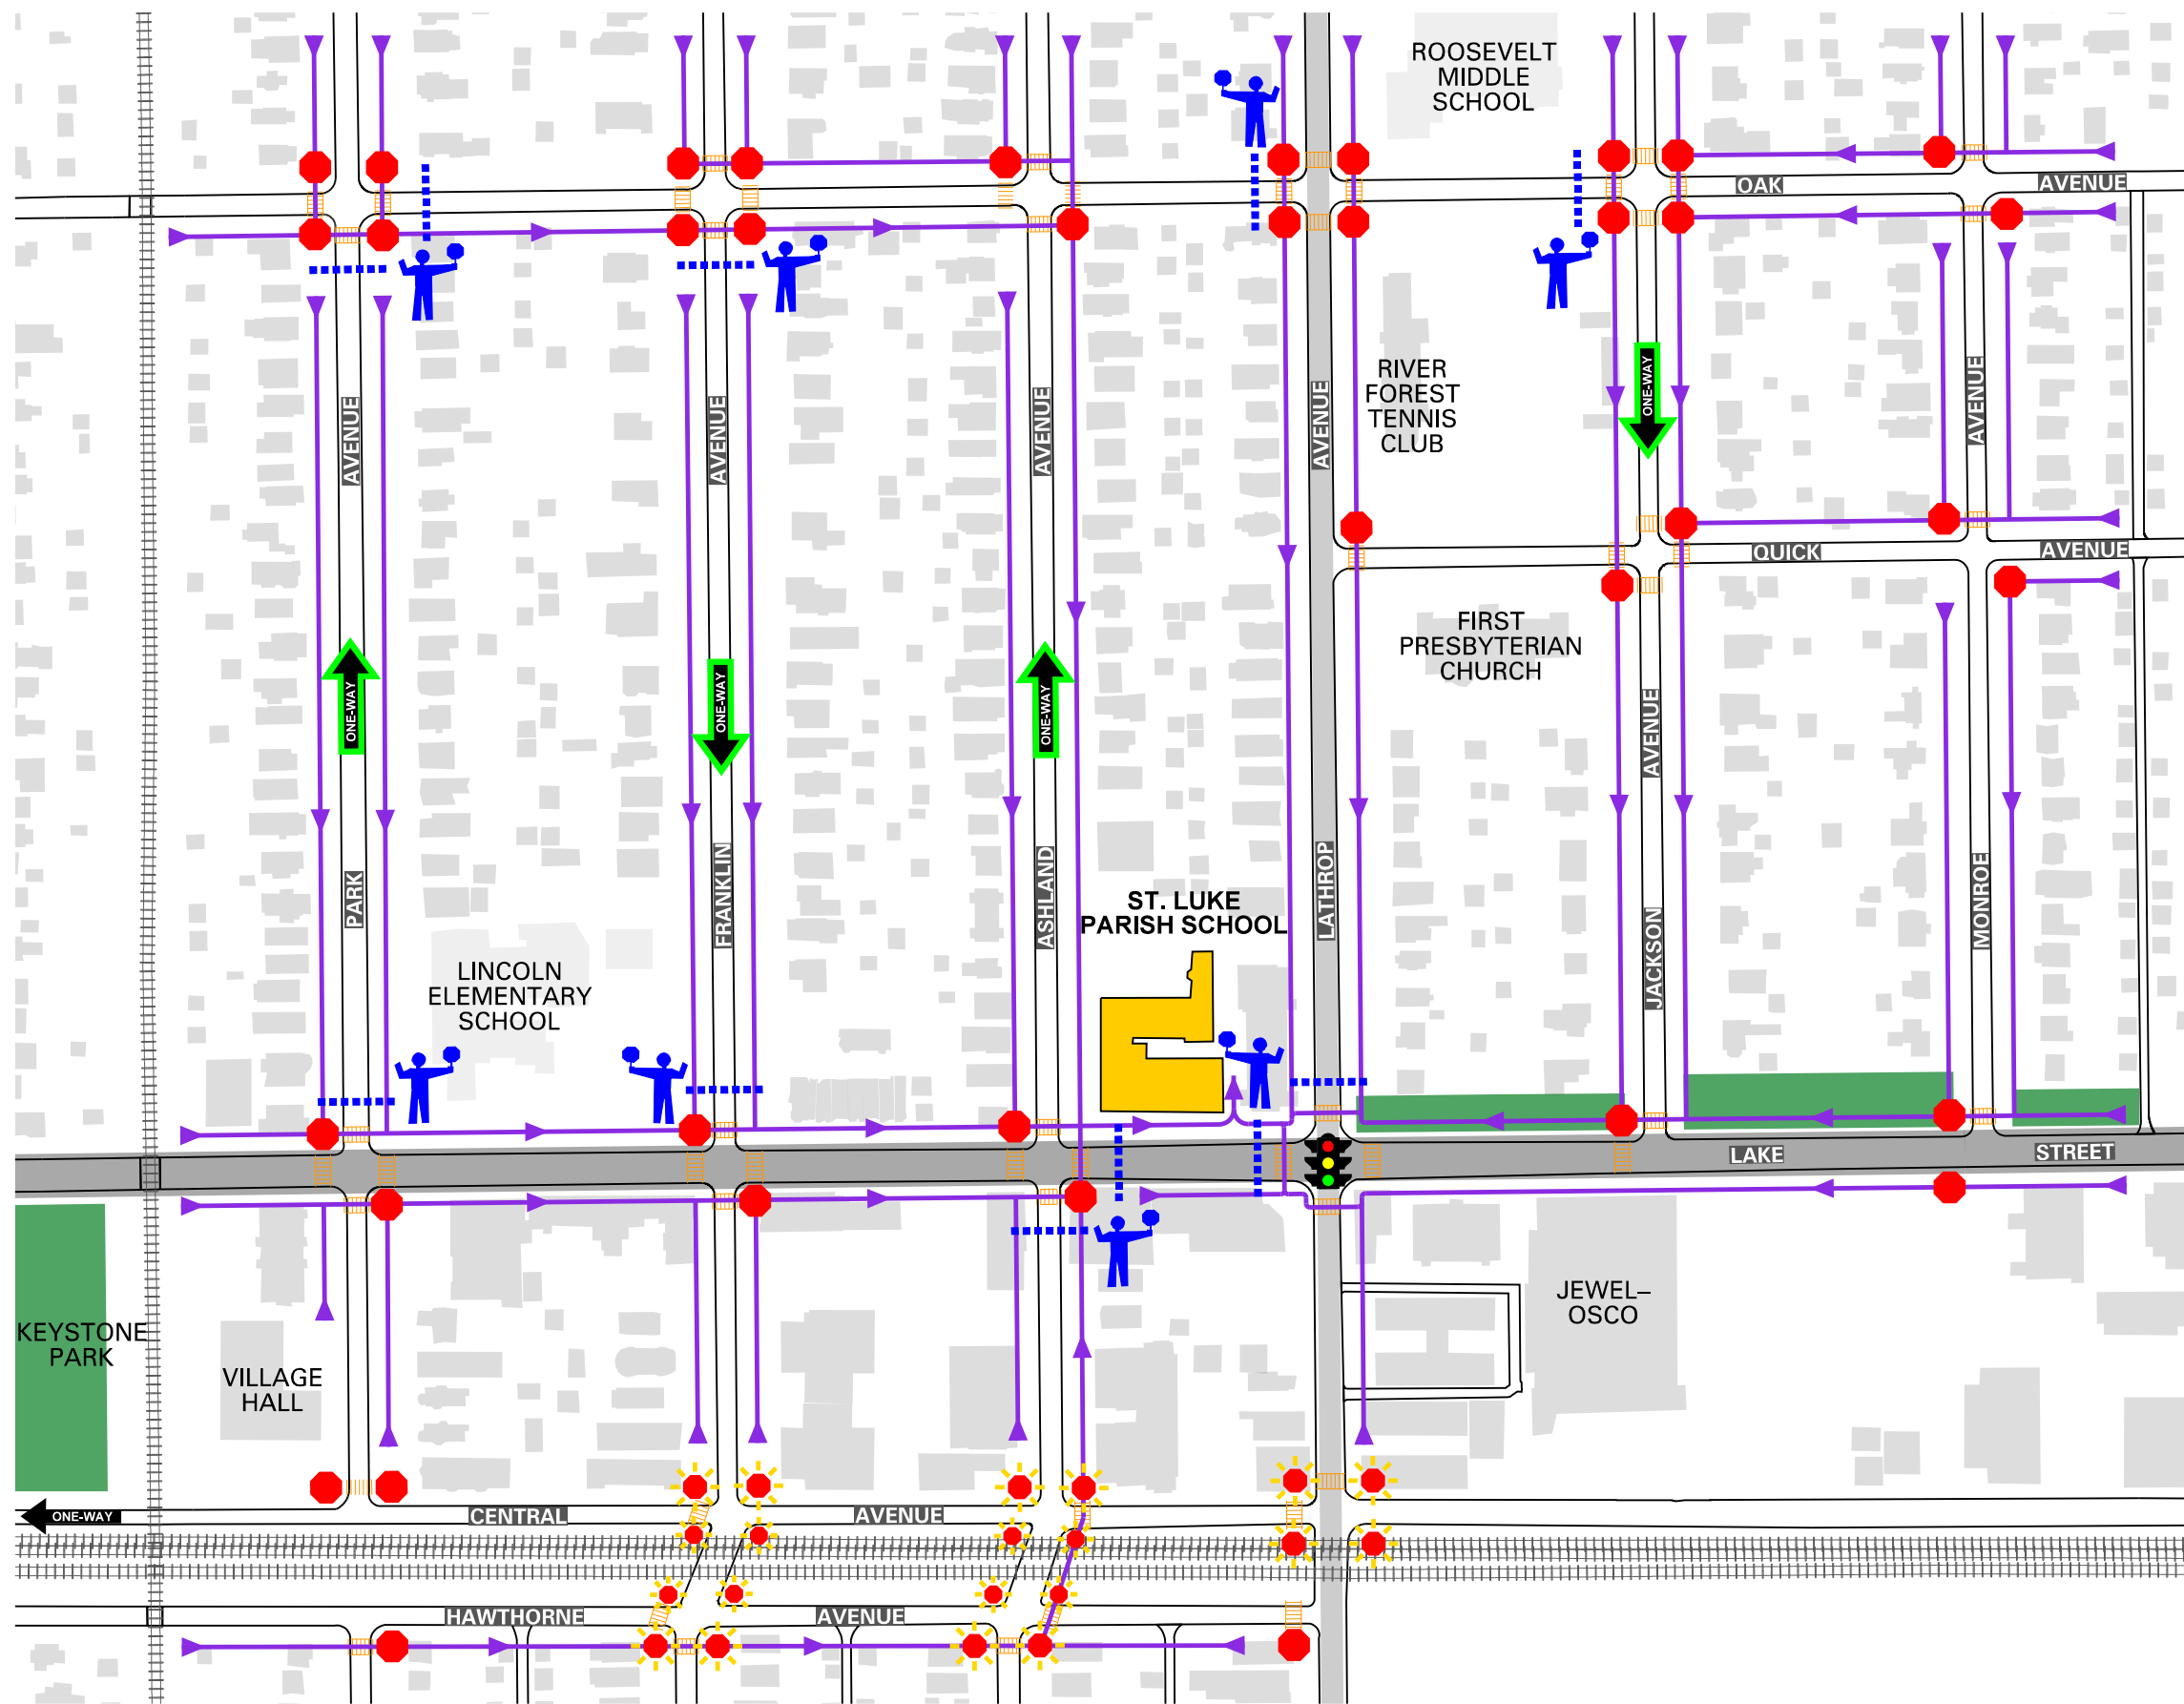 ROOSEVELT
MIDDLE
SCHOOL
OAK
AVENUE
RIVER
FOREST
TENNIS
CLUB
AVENUE
AVENUE
AVENUE
AVENUE
ONE-WAY
AVENUE
QUICK
AVENUE
FIRST
PRESBYTERIAN
CHURCH
ONE-WAY
ONE-WAY
ONE-WAY
AVENUE
PARK
FRANKLIN
ASHLAND
LATHROP
JACKSON
MONROE
ST. LUKE
PARISH SCHOOL
LINCOLN
ELEMENTARY
SCHOOL
LAKE
STREET
KEYSTONE
PARK
VILLAGE
HALL
JEWEL–
OSCO
ONE-WAY
CENTRAL
AVENUE
HAWTHORNE
AVENUE